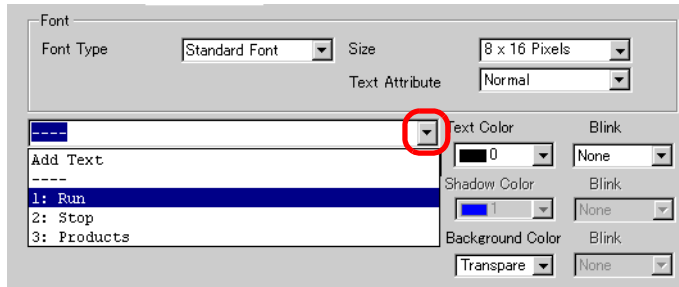 Font
Font Type Standard Font Size 8 x 16 Pixels
Text Attribute Normal
---- Text Color Blink
Add Text 0 None
----
Shadow Color Blink
1: Run
2: Stop 1 None
3: Products
Background Color Blink
Transpare None